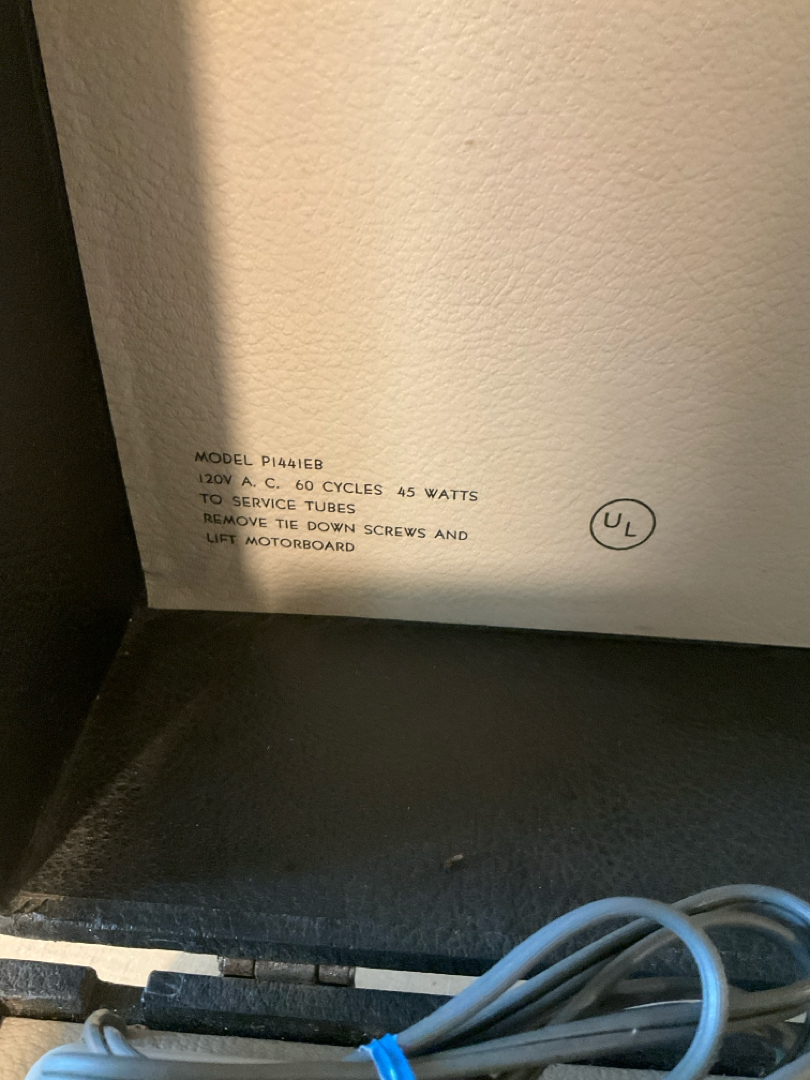 MODEL P1441EB
120V A. C. 60 CYCLES 45 WATTS
TO SERVICE TUBES
REMOVE TIE DOWN SCREWS AND
LIFT MOTORBOARD
UL